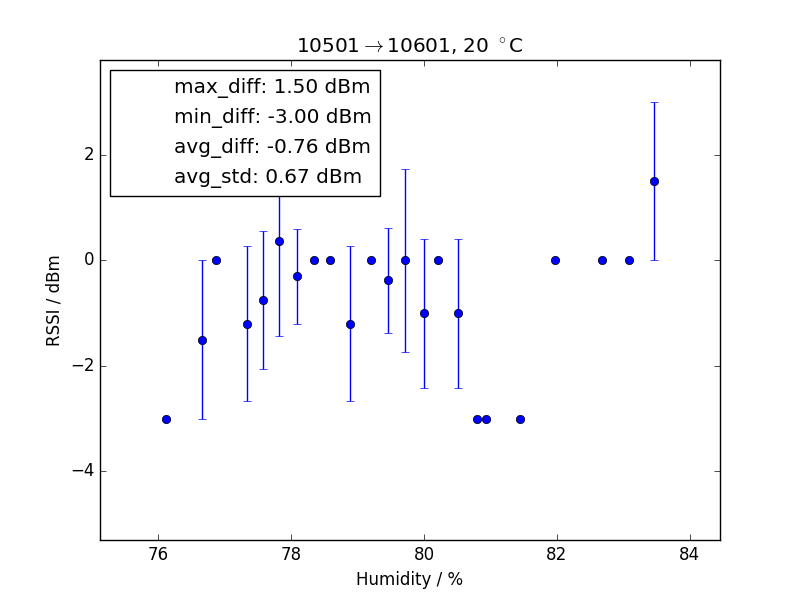 10501→10601, 20 °C
max_diff: 1.50 dBm
min_diff: -3.00 dBm
avg_diff: -0.76 dBm
avg_std: 0.67 dBm
2
0
−2
−4
RSSI / dBm
76 78 80 82 84
Humidity / %